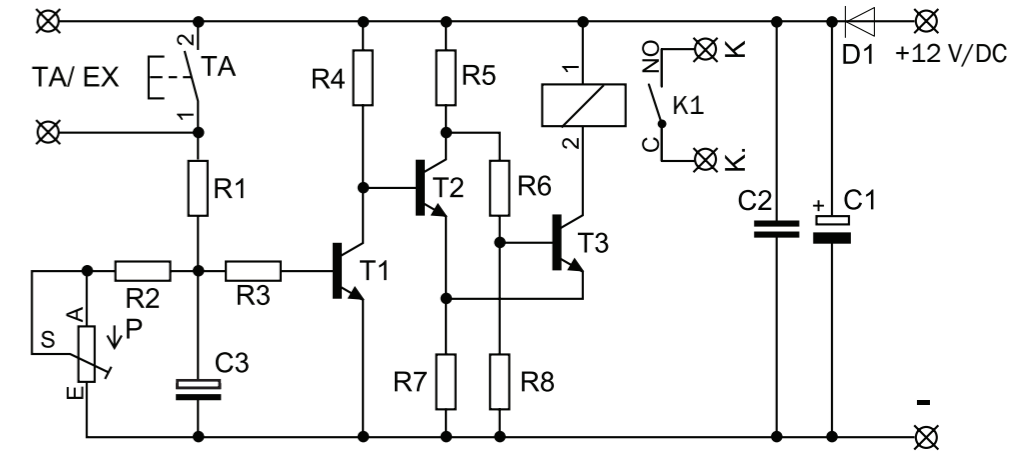 TA/ EX
2
TA
1
R1
R2
R3
A
S
P
E
C3
R4
T1
R5
T2
R6
R7
R8
1
2
T3
NO
K
K1
C
K.
C2
+
C1
D1
+12 V/DC
-